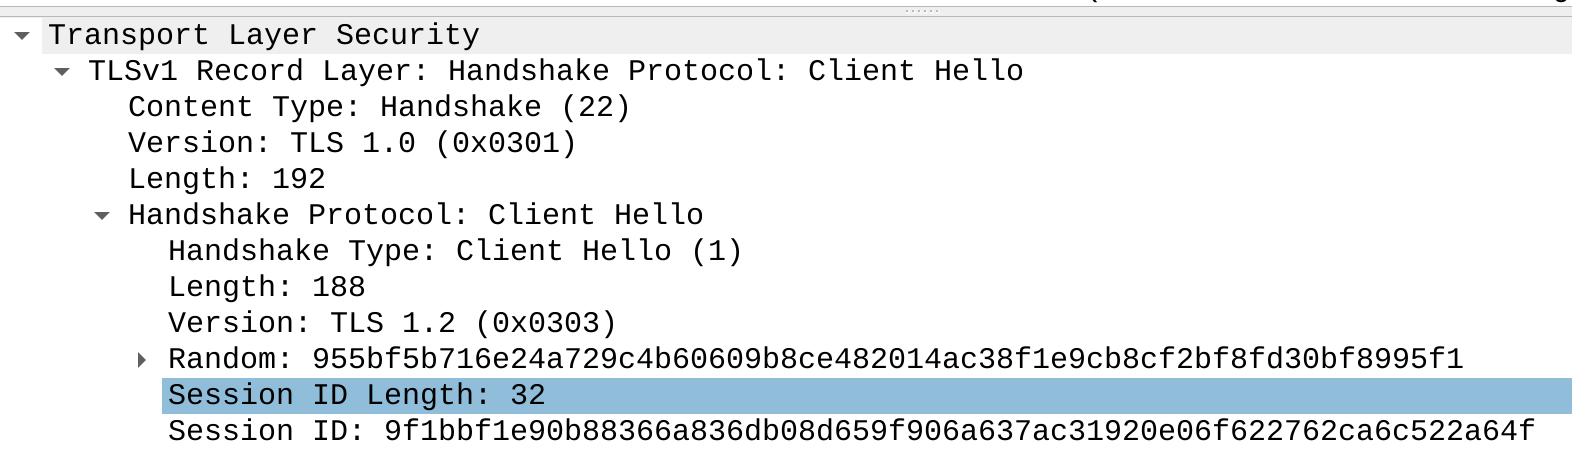 Transport Layer Security
TLSv1 Record Layer: Handshake Protocol: Client Hello
Content Type: Handshake (22)
Version: TLS 1.0 (0x0301)
Length: 192
Handshake Protocol: Client Hello
Handshake Type: Client Hello (1)
Length: 188
Version: TLS 1.2 (0x0303)
Random: 955bf5b716e24a729c4b60609b8ce482014ac38f1e9cb8cf2bf8fd30bf8995f1
Session ID Length: 32
Session ID: 9f1bbf1e90b88366a836db08d659f906a637ac31920e06f622762ca6c522a64f